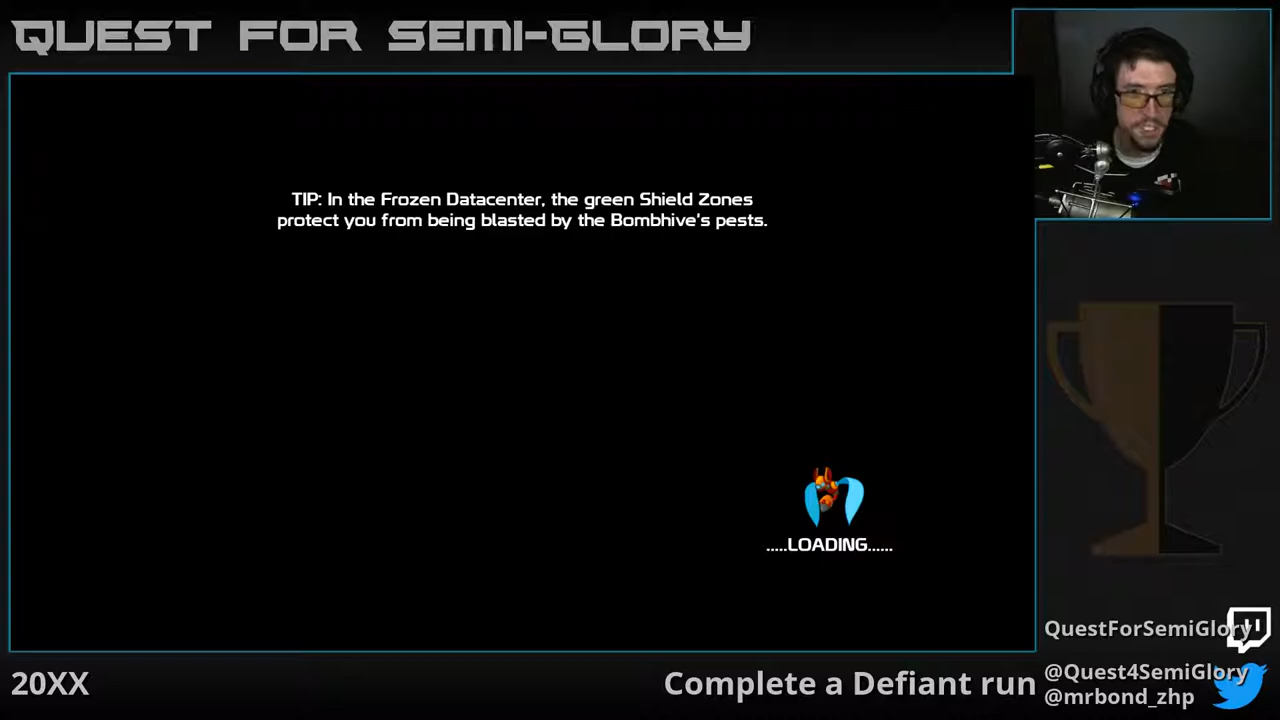 QUEST FOR SEMI-GLORY
TIP: In the Frozen Datacenter, the green Shield Zones
protect you from being blasted by the Bombhive's pests.
.....LOADING......
QuestForSemiGlory
@Quest4SemiGlory
@mrbond_zhp
20XX
Complete a Defiant run